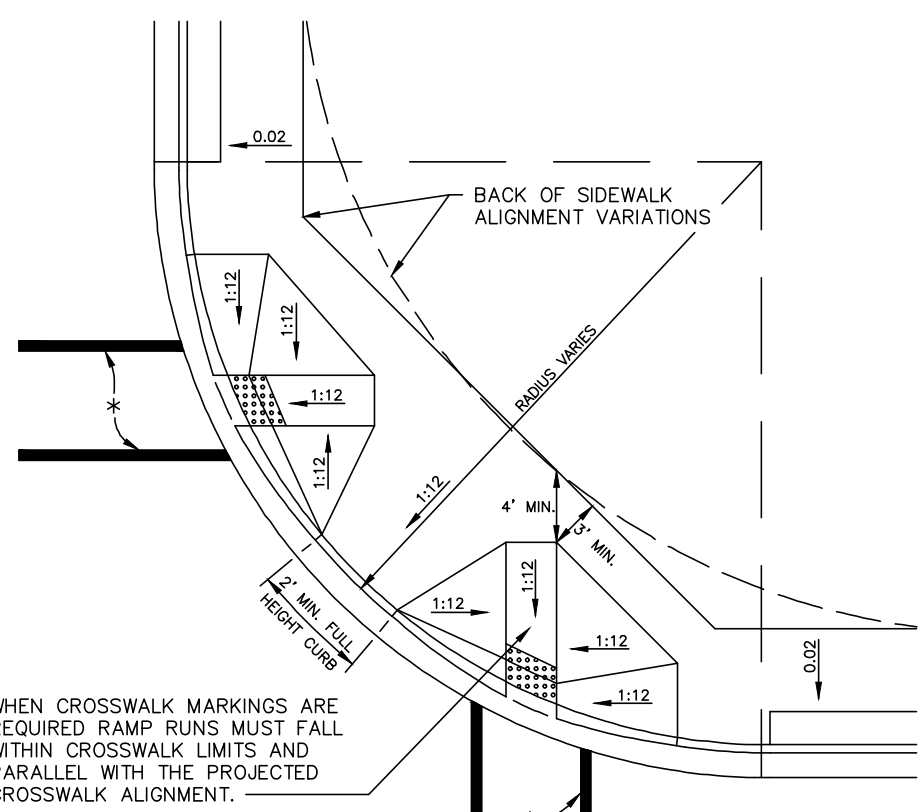 0.02
BACK OF SIDEWALK
ALIGNMENT VARIATIONS
1:12
1:12
RADIUS VARIES
1:12
*
1:12
1:12
4' MIN.
3' MIN.
1:12
1:12
2' MIN. FULL
HEIGHT CURB
1:12
0.02
1:12
WHEN CROSSWALK MARKINGS ARE
REQUIRED RAMP RUNS MUST FALL
WITHIN CROSSWALK LIMITS AND
PARALLEL WITH THE PROJECTED
CROSSWALK ALIGNMENT.